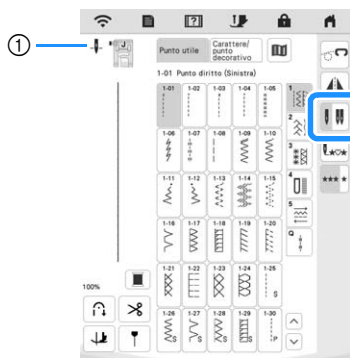 ①
J
Punto utile
Carattere/
punto
decorativo
1-01 Punto diritto (Sinistra)
1-01 1-02 1-03 1-04 1-05 1
1-06 1-07 1-08 1-09 1-10 2
3
1-11 1-12 1-13 1-14 1-15 4
1-16 1-17 1-18 1-19 1-20 5
Q
1-21 1-22 1-23 1-24 1-25
S
100%
1-26 1-27 1-28 1-29 1-30
S S S S P